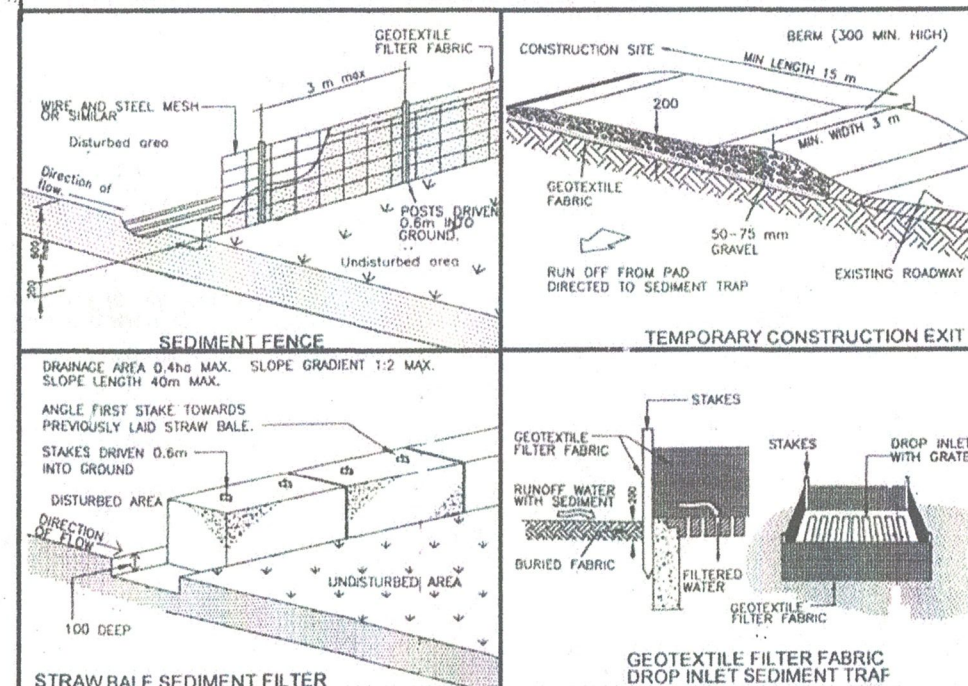 GEOTEXTILE
FILTER FABRIC
3 m max
WIRE AND STEEL MESH
OR SIMILAR
Disturbed area
Direction of
flow.
POSTS DRIVEN
0.6m INTO
GROUND.
Undisturbed area
200
SEDIMENT FENCE
BERM (300 MIN. HIGH)
CONSTRUCTION SITE
MIN LENGTH 15 m
200
MIN. WIDTH 3 m
GEOTEXTILE
FABRIC
50-75 mm
GRAVEL
RUN OFF FROM PAD
DIRECTED TO SEDIMENT TRAP
EXISTING ROADWAY
TEMPORARY CONSTRUCTION EXIT
DRAINAGE AREA 0.4ha MAX. SLOPE GRADIENT 1:2 MAX.
SLOPE LENGTH 40m MAX.
ANGLE FIRST STAKE TOWARDS
PREVIOUSLY LAID STRAW BALE.
STAKES DRIVEN 0.6m
INTO GROUND
DISTURBED AREA
DIRECTION
OF FLOW
UNDISTURBED AREA
100 DEEP
STRAW BALE SEDIMENT FILTER
STAKES
GEOTEXTILE
FILTER FABRIC
STAKES
DROP INLET
WITH GRATE
RUNOFF WATER
WITH SEDIMENT
200
BURIED FABRIC
FILTERED
WATER
GEOTEXTILE
FILTER FABRIC
GEOTEXTILE FILTER FABRIC
DROP INLET SEDIMENT TRAF